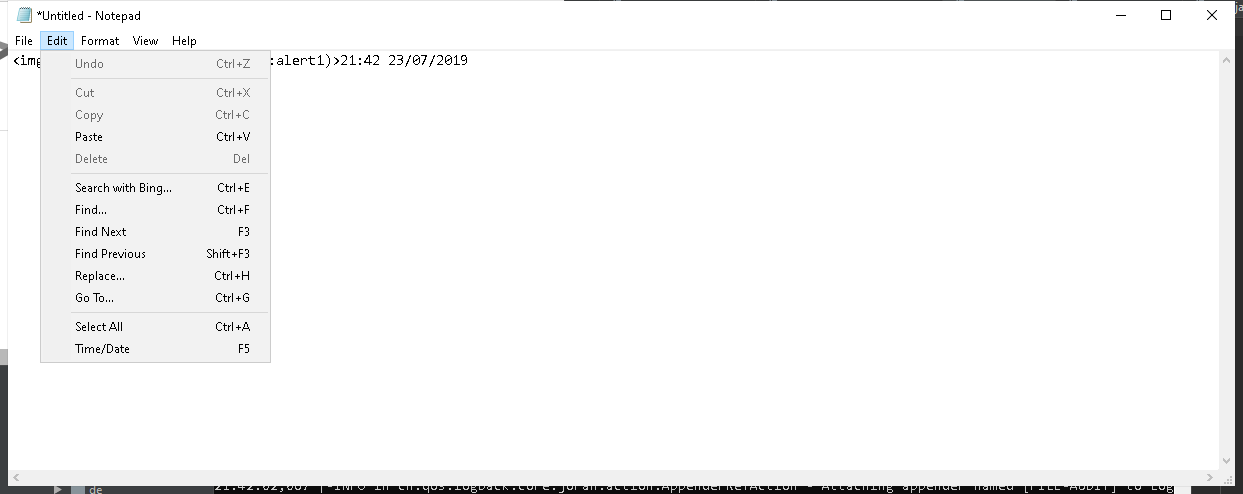 *Untitled - Notepad
File Edit Format View Help
<img :alert1)>21:42 23/07/2019
Undo Ctrl+Z
Cut Ctrl+X
Copy Ctrl+C
Paste Ctrl+V
Delete Del
Search with Bing... Ctrl+E
Find... Ctrl+F
Find Next F3
Find Previous Shift+F3
Replace... Ctrl+H
Go To... Ctrl+G
Select All Ctrl+A
Time/Date F5
de
21:42:02,667 |-INFO in ch.qos.logback.core.joran.action.AppenderRefAction - Attaching appender named [FILE-AUDIT] to Log